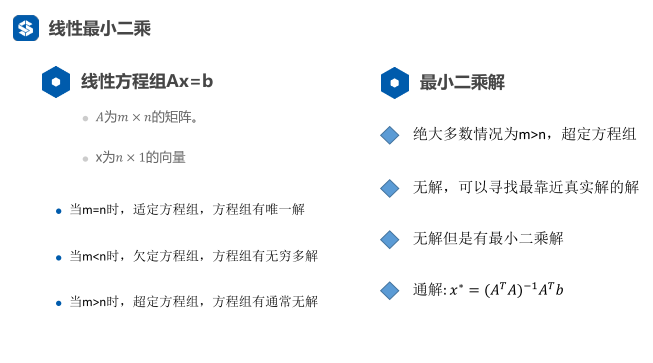 线性最小二乘
线性方程组Ax=b
A为m × n的矩阵。
x为n × 1的向量
当m=n时，适定方程组，方程组有唯一解
当m<n时，欠定方程组，方程组有无穷多解
当m>n时，超定方程组，方程组有通常无解
最小二乘解
绝大多数情况为m>n，超定方程组
无解，可以寻找最靠近真实解的解
无解但是有最小二乘解
通解: x* = (AᵀA)⁻¹Aᵀb